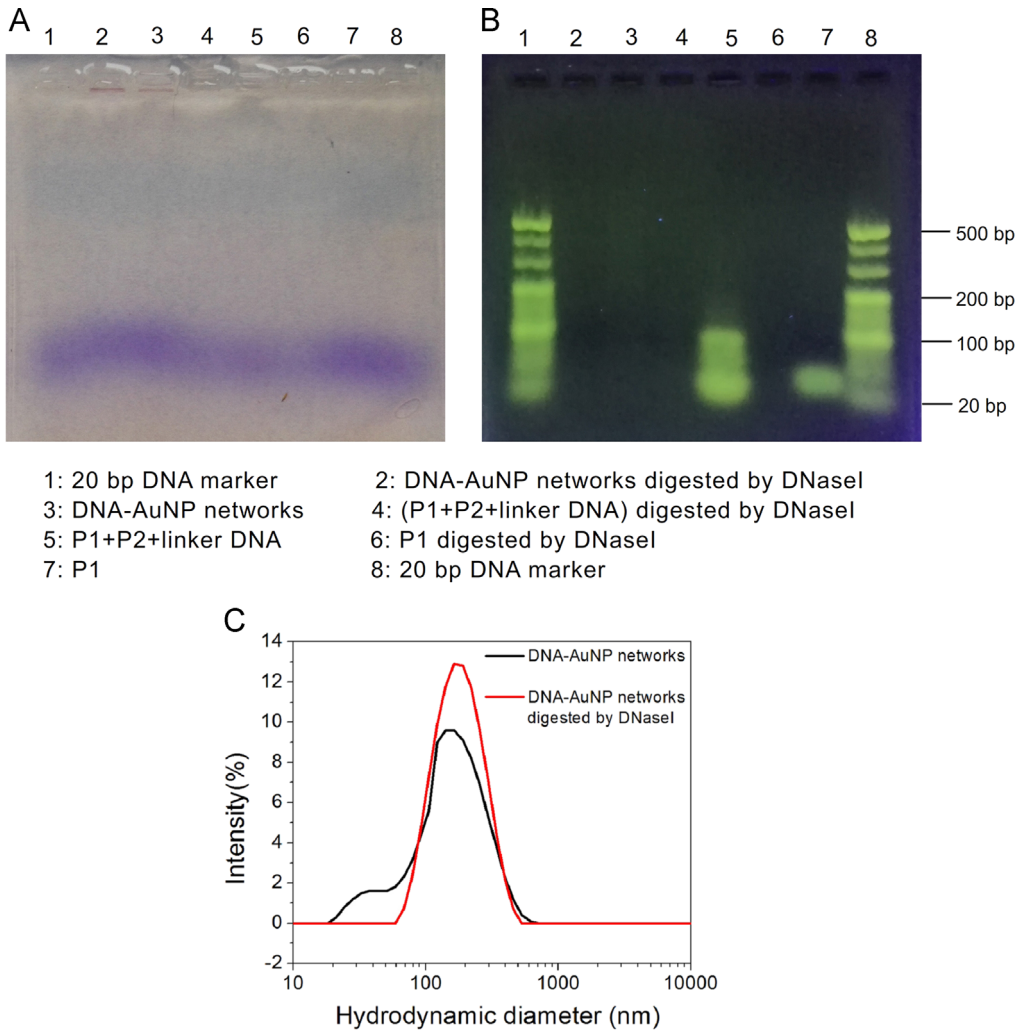 A
1 2 3 4 5 6 7 8
B
1 2 3 4 5 6 7 8
500 bp
200 bp
100 bp
20 bp
1: 20 bp DNA marker
2: DNA-AuNP networks digested by DNaseI
3: DNA-AuNP networks
4: (P1+P2+linker DNA) digested by DNaseI
5: P1+P2+linker DNA
6: P1 digested by DNaseI
7: P1
8: 20 bp DNA marker
C
14
12
10
8
6
4
2
0
-2
Intensity(%)
DNA-AuNP networks
DNA-AuNP networks
digested by DNaseI
10 100 1000 10000
Hydrodynamic diameter (nm)